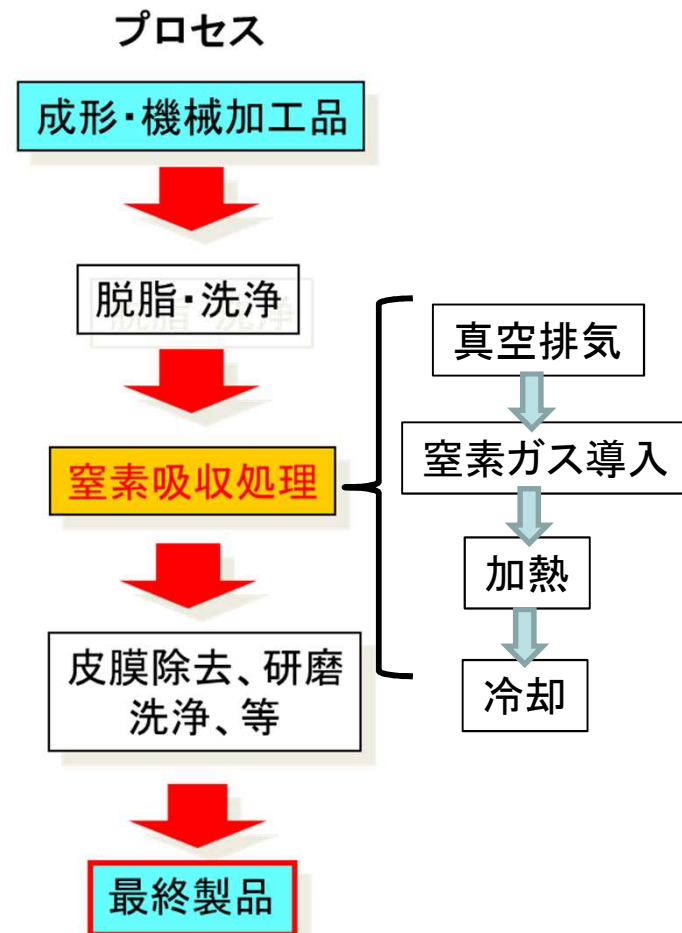 プロセス
成形・機械加工品
脱脂・洗浄
窒素吸収処理
皮膜除去、研磨
洗浄、等
最終製品
真空排気
窒素ガス導入
加熱
冷却